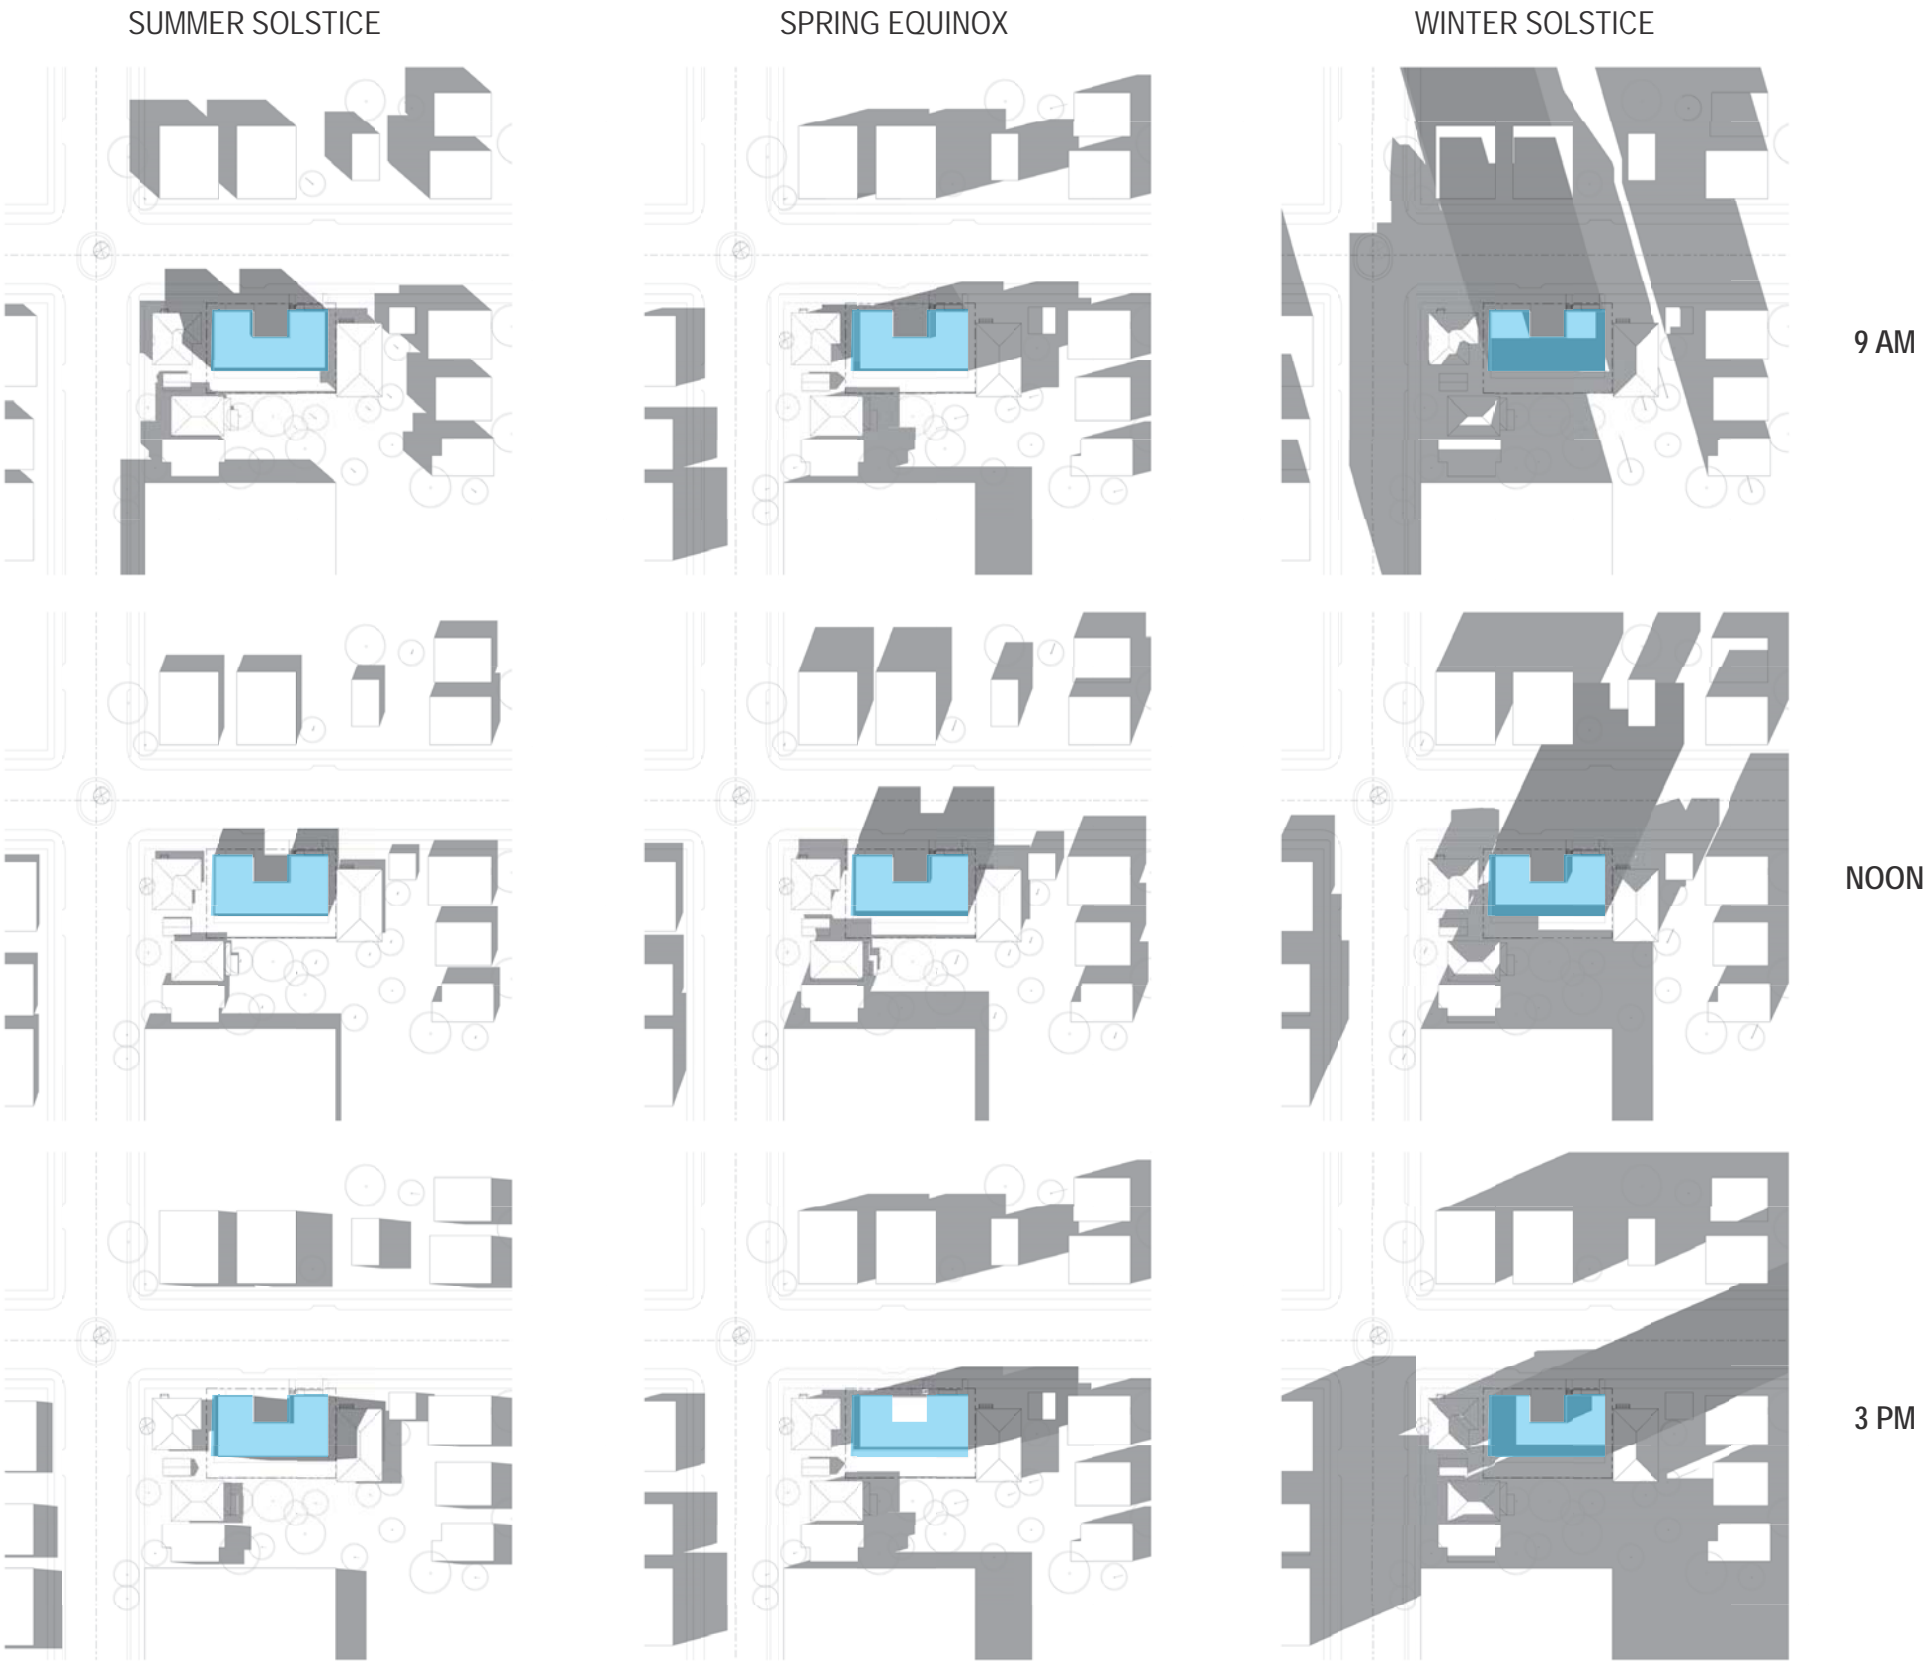 SUMMER SOLSTICE
SPRING EQUINOX
WINTER SOLSTICE
9 AM
NOON
3 PM